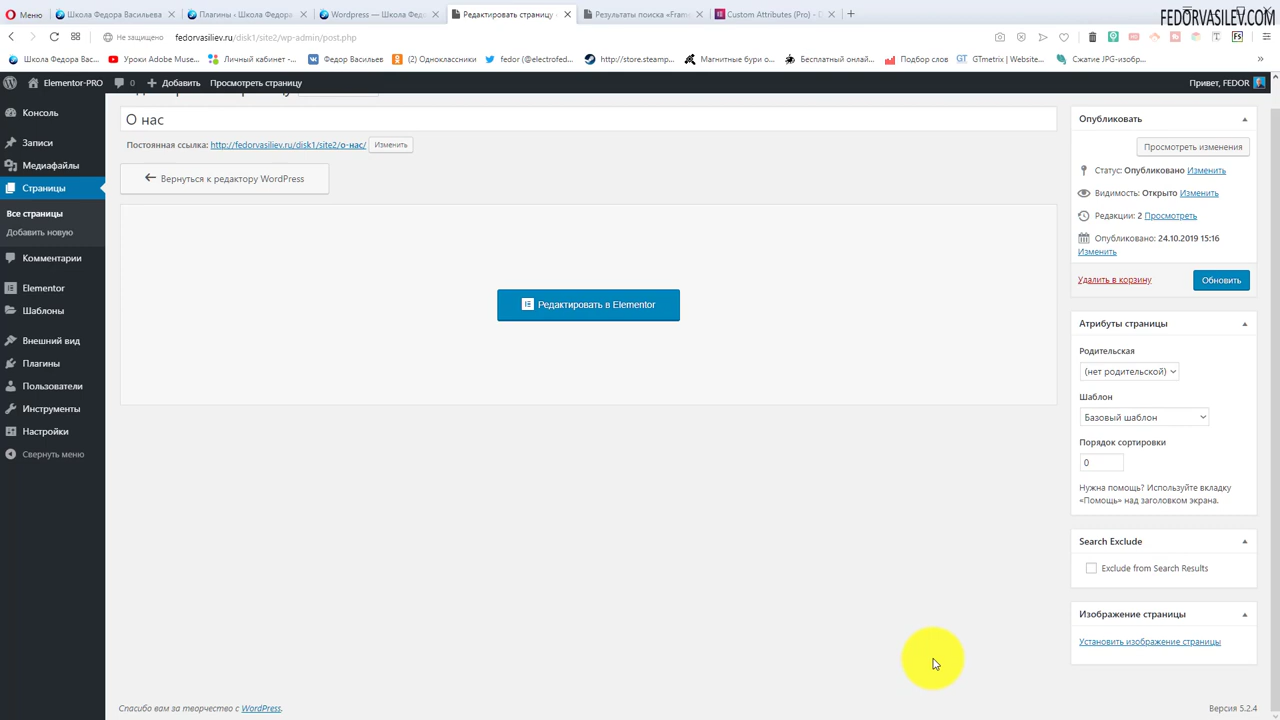 FEDORVASILEV.COM
Меню
Школа Федора Васильева
Плагины ‹ Школа Федора
Wordpress — Школа Федо
Редактировать страницу
Результаты поиска «Fram
Custom Attributes (Pro) - D
Не защищено
fedorvasiliev.ru/disk1/site2/wp-admin/post.php
Школа Федора Вас...
Уроки Adobe Muse...
Личный кабинет -...
Федор Васильев
(2) Одноклассники
fedor (@electrofed...
http://store.steamp...
Магнитные бури о...
Бесплатный онлай...
Подбор слов
GTmetrix | Website...
Сжатие JPG-изобр...
Elementor-PRO
0
Добавить
Просмотреть страницу
Привет, FEDOR
Консоль
Записи
Медиафайлы
Страницы
Все страницы
Добавить новую
Комментарии
Elementor
Шаблоны
Внешний вид
Плагины
Пользователи
Инструменты
Настройки
Свернуть меню
О нас
Постоянная ссылка: http://fedorvasiliev.ru/disk1/site2/о-нас/ Изменить
Вернуться к редактору WordPress
Редактировать в Elementor
Опубликовать
Просмотреть изменения
Статус: Опубликовано Изменить
Видимость: Открыто Изменить
Редакции: 2 Просмотреть
Опубликовано: 24.10.2019 15:16
Изменить
Удалить в корзину
Обновить
Атрибуты страницы
Родительская
(нет родительской)
Шаблон
Базовый шаблон
Порядок сортировки
0
Нужна помощь? Используйте вкладку
«Помощь» над заголовком экрана.
Search Exclude
Exclude from Search Results
Изображение страницы
Установить изображение страницы
Спасибо вам за творчество с WordPress.
Версия 5.2.4